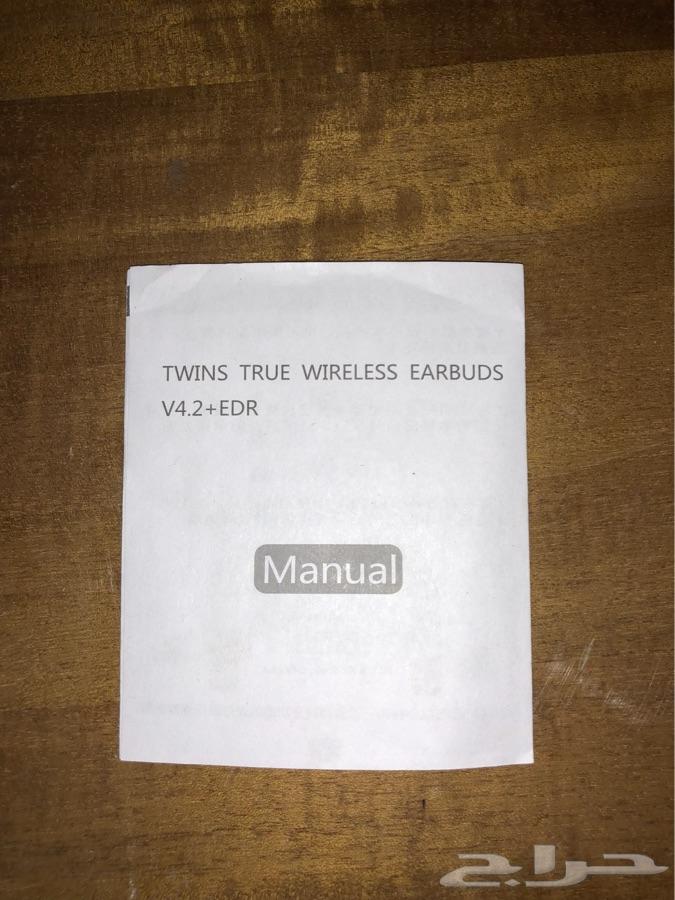 TWINS TRUE WIRELESS EARBUDS
V4.2+EDR
Manual
حراج